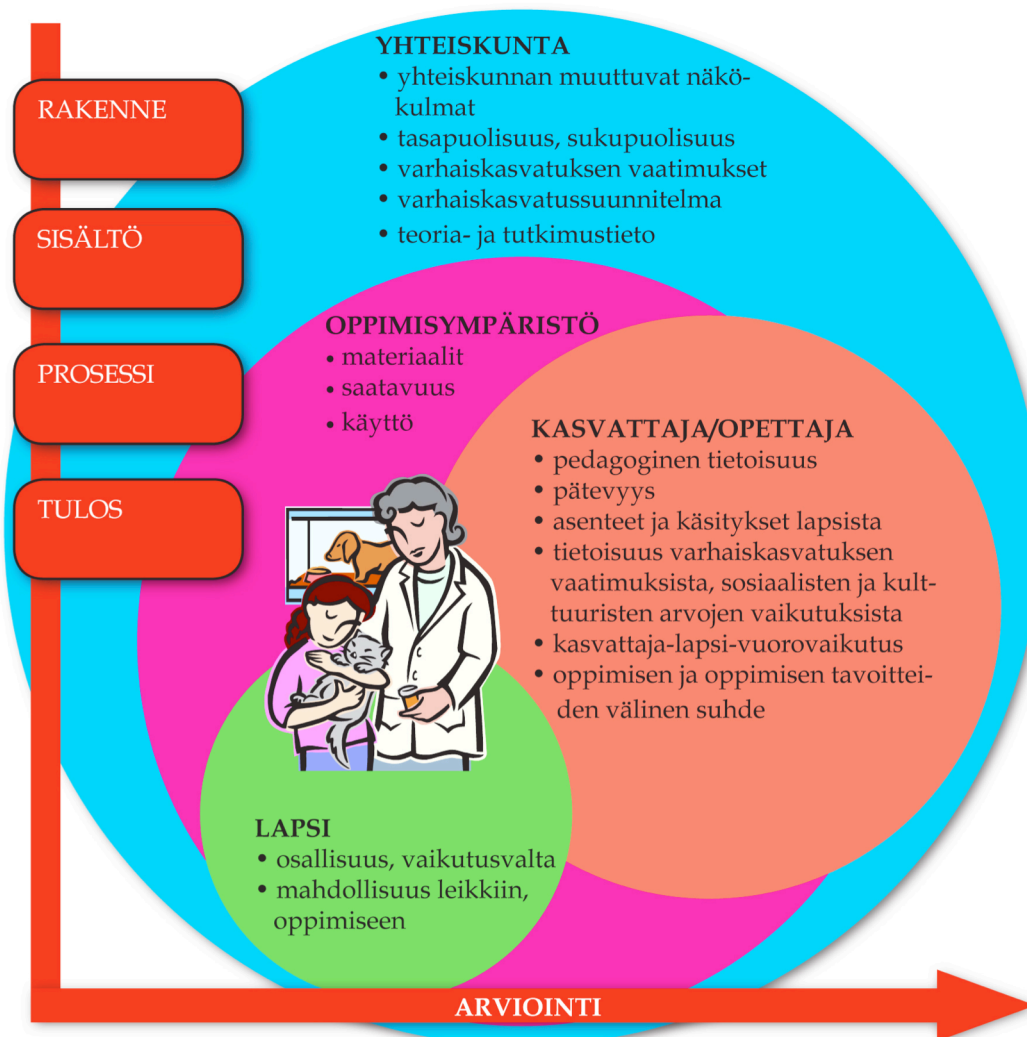 RAKENNE
SISÄLTÖ
PROSESSI
TULOS
YHTEISKUNTA
• yhteiskunnan muuttuvat näkö-
kulmat
• tasapuolisuus, sukupuolisuus
• varhaiskasvatuksen vaatimukset
• varhaiskasvatussuunnitelma
• teoria- ja tutkimustieto
OPPIMISYMPÄRISTÖ
• materiaalit
• saatavuus
• käyttö
KASVATTAJA/OPETTAJA
• pedagoginen tietoisuus
• pätevyys
• asenteet ja käsitykset lapsista
• tietoisuus varhaiskasvatuksen
vaatimuksista, sosiaalisten ja kult-
tuuristen arvojen vaikutuksista
• kasvattaja-lapsi-vuorovaikutus
• oppimisen ja oppimisen tavoittei-
den välinen suhde
LAPSI
• osallisuus, vaikutusvalta
• mahdollisuus leikkiin,
oppimiseen
ARVIOINTI